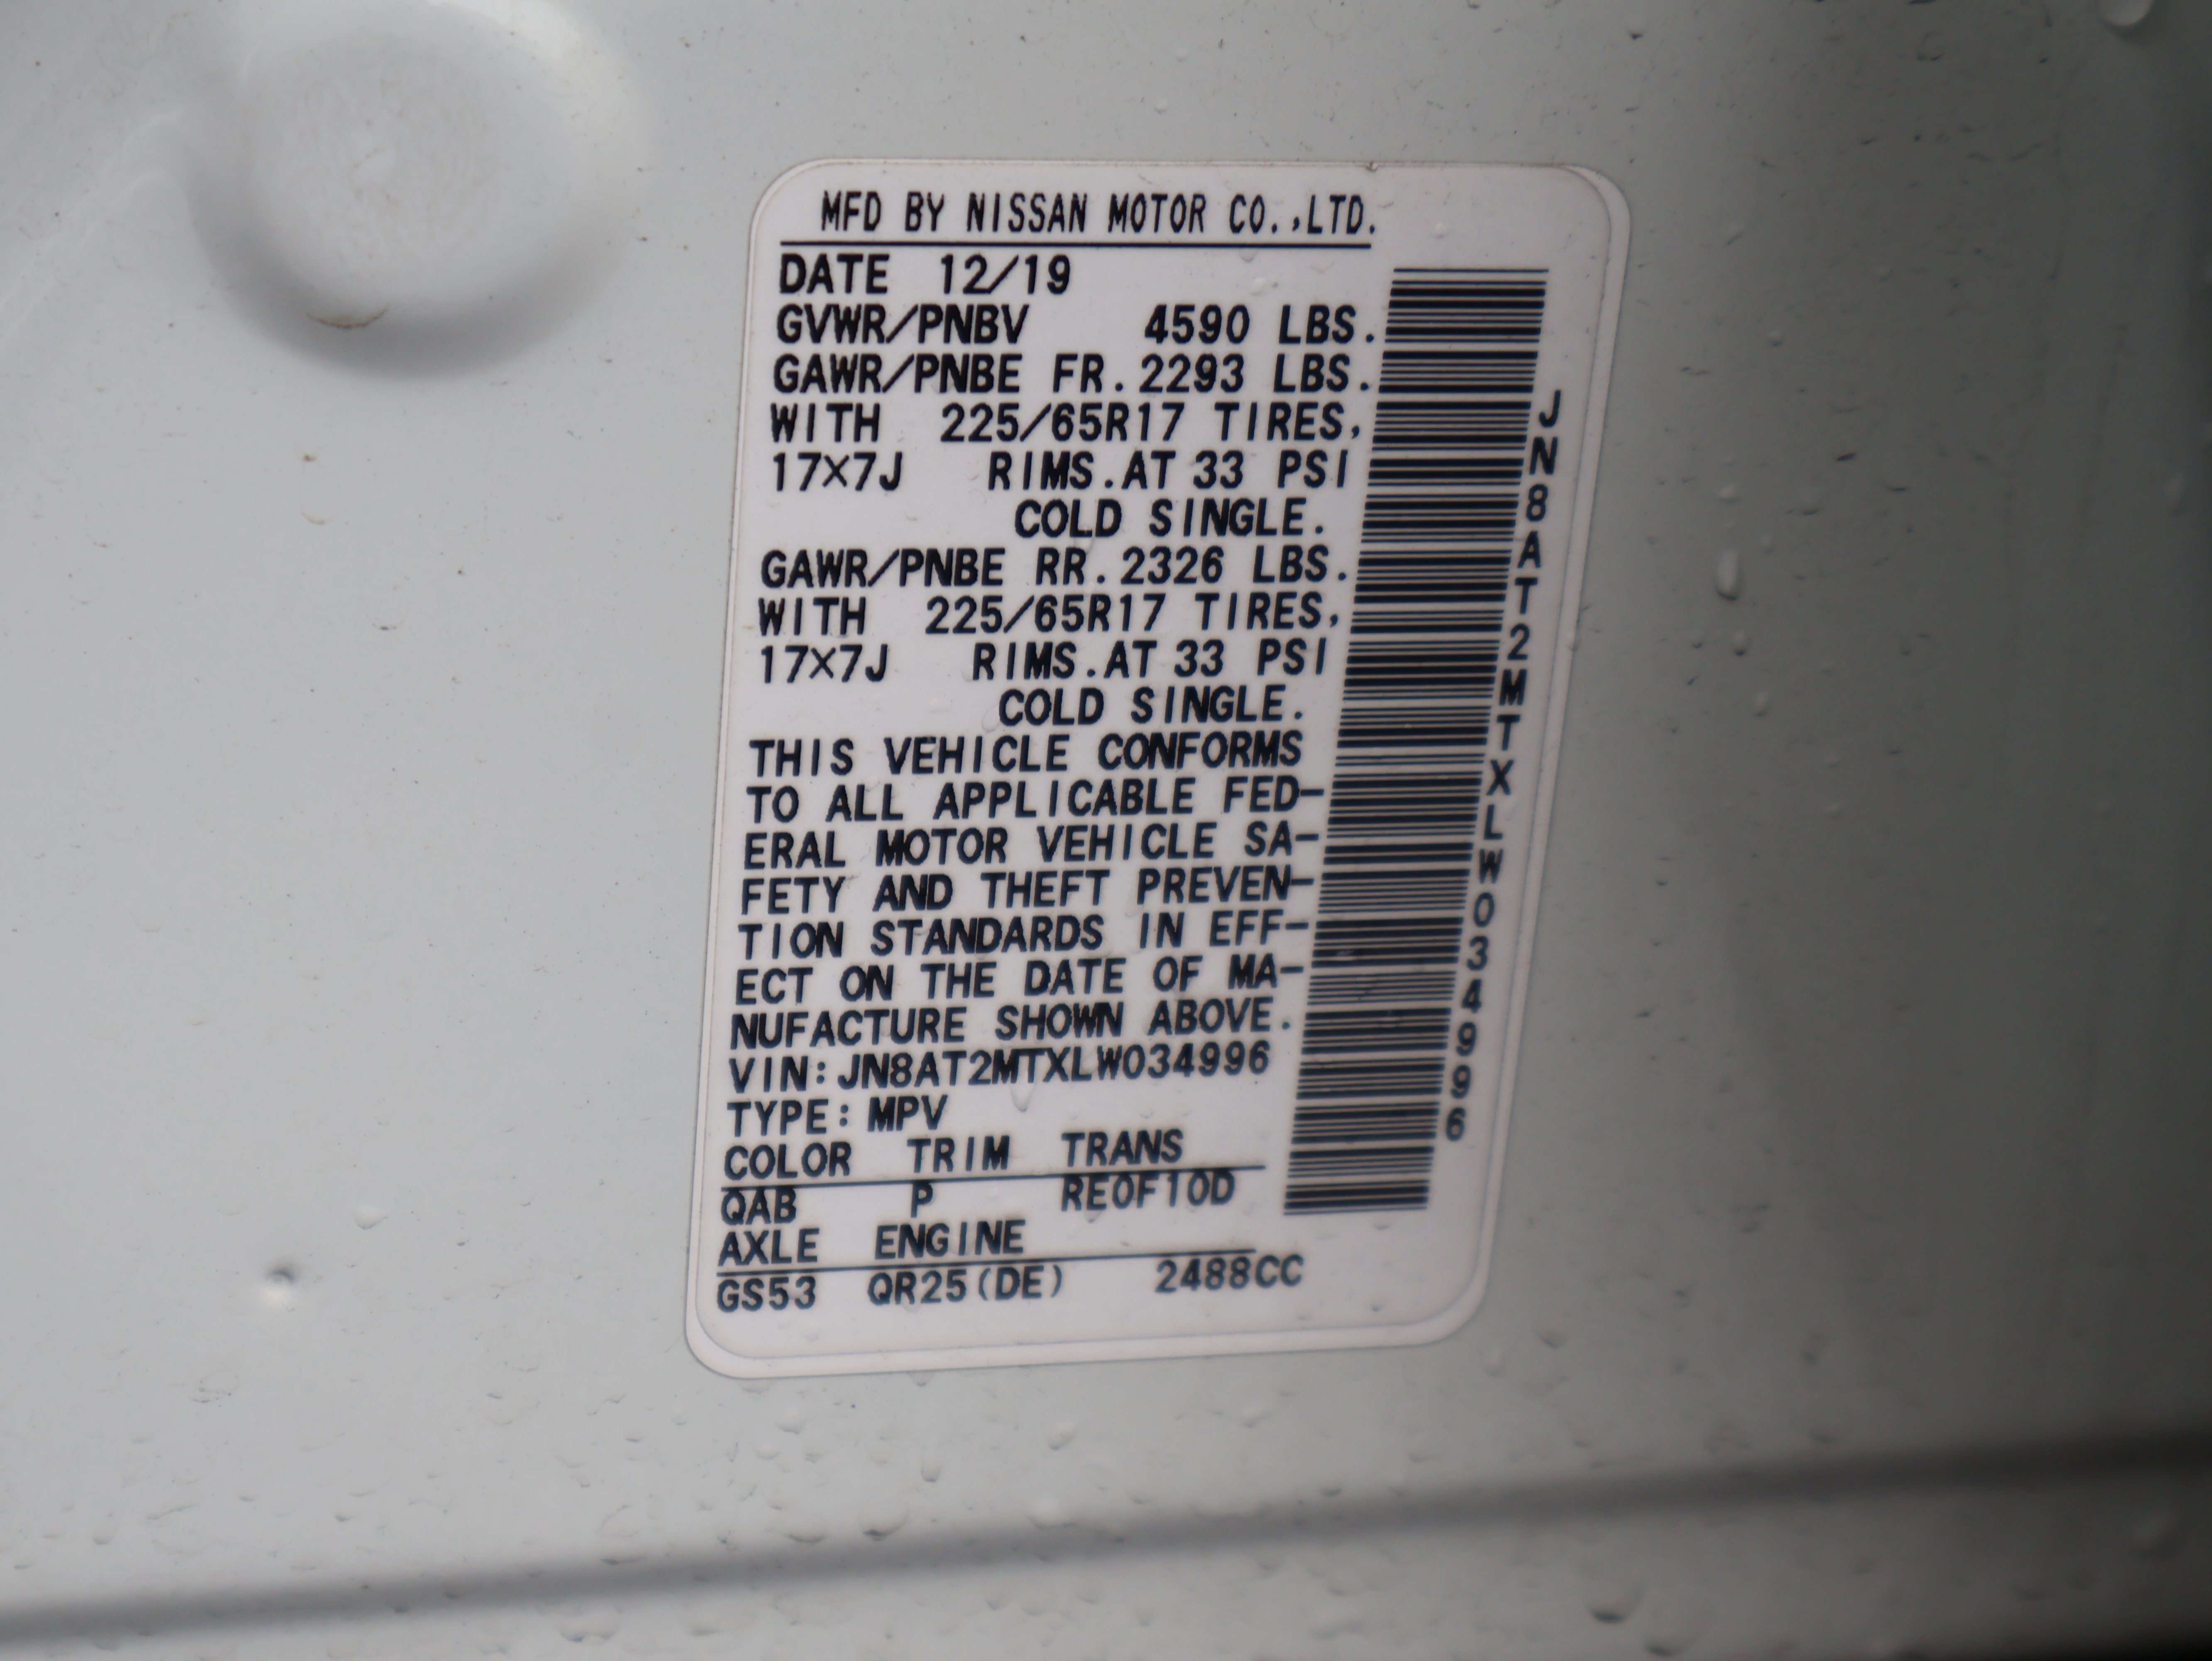 MFD BY NISSAN MOTOR CO.,LTD.
DATE 12/19
GVWR/PNBV 4590 LBS.
GAWR/PNBE FR.2293 LBS.
WITH 225/65R17 TIRES,
17X7J RIMS.AT 33 PSI
COLD SINGLE.
GAWR/PNBE RR.2326 LBS.
WITH 225/65R17 TIRES,
17X7J RIMS.AT 33 PSI
COLD SINGLE.
THIS VEHICLE CONFORMS
TO ALL APPLICABLE FED-
ERAL MOTOR VEHICLE SA-
FETY AND THEFT PREVEN-
TION STANDARDS IN EFF-
ECT ON THE DATE OF MA-
NUFACTURE SHOWN ABOVE.
VIN:JN8AT2MTXLW034996
TYPE:MPV
COLOR TRIM TRANS
QAB P RE0F10D
AXLE ENGINE
GS53 QR25(DE) 2488CC
JN8AT2MTXLW034996